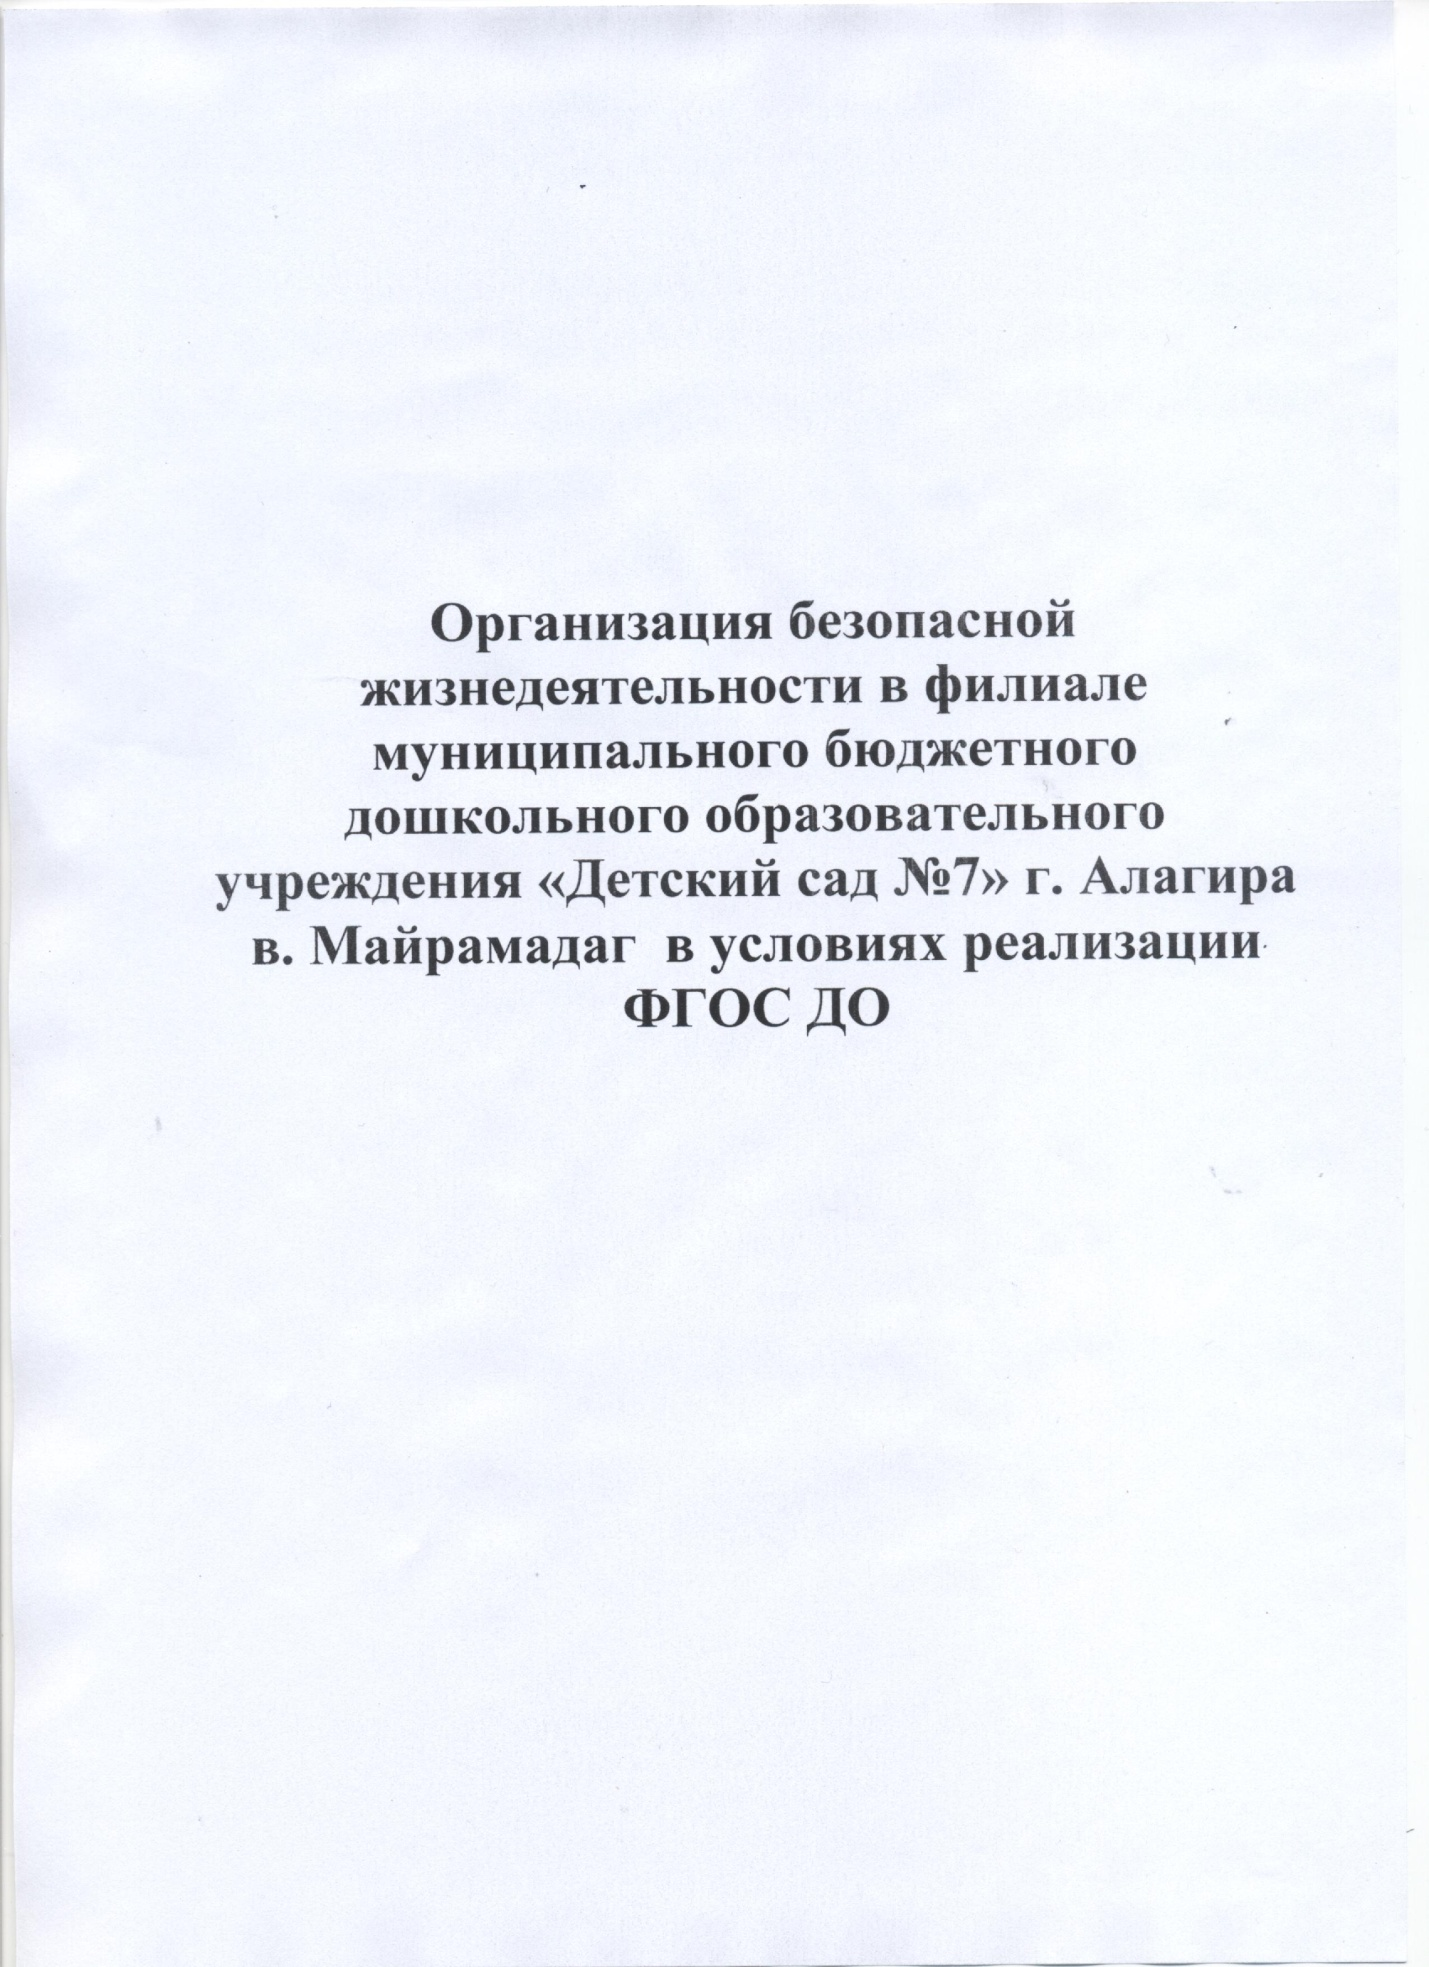 Организация безопасной
жизнедеятельности в филиале
муниципального бюджетного
дошкольного образовательного
учреждения «Детский сад №7» г. Алагира
в. Майрамадаг в условиях реализации
ФГОС ДО